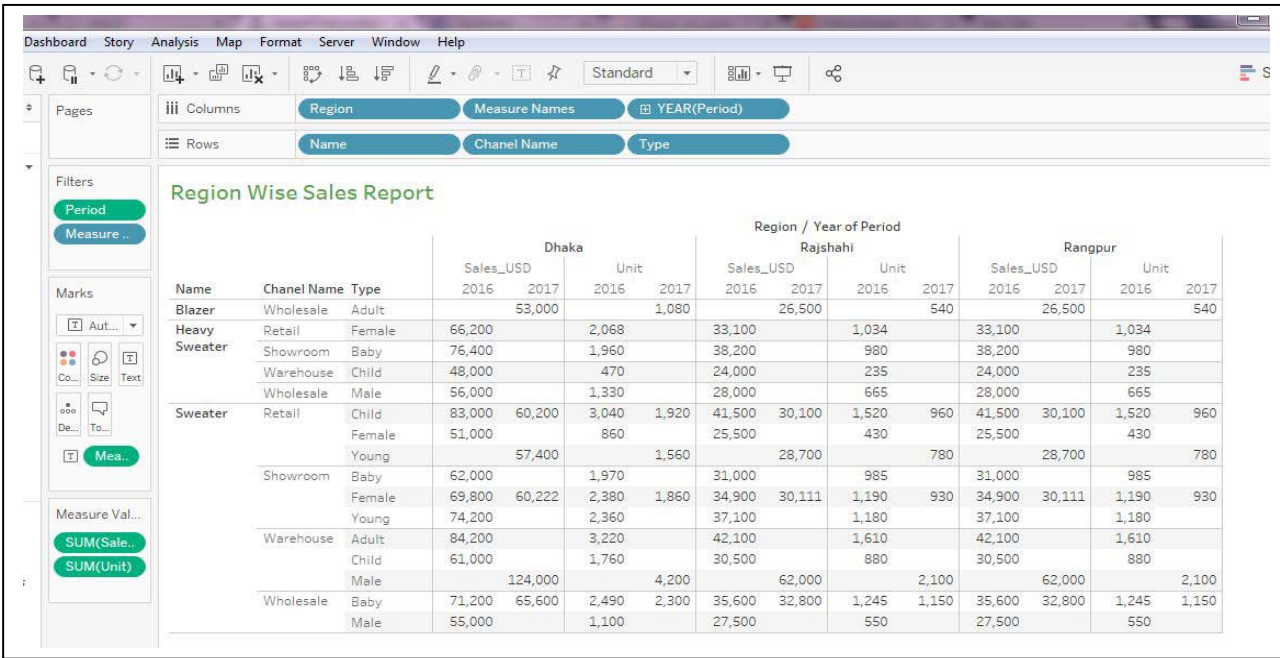 Dashboard Story Analysis Map Format Server Window Help
Standard
Pages
iii Columns Region Measure Names YEAR(Period)
Rows Name Chanel Name Type
Filters
Period
Measure ..
Marks
Aut...
Co... Size Text
De... To...
Mea..
Measure Val...
SUM(Sale..
SUM(Unit)
Region Wise Sales Report
Region / Year of Period
Dhaka Rajshahi Rangpur
Sales_USD Unit Sales_USD Unit Sales_USD Unit
Name Chanel Name Type 2016 2017 2016 2017 2016 2017 2016 2017 2016 2017 2016 2017
Blazer Wholesale Adult 53,000 1,080 26,500 540 26,500 540
Heavy Retail Female 66,200 2,068 33,100 1,034 33,100 1,034
Sweater Showroom Baby 76,400 1,960 38,200 980 38,200 980
Warehouse Child 48,000 470 24,000 235 24,000 235
Wholesale Male 56,000 1,330 28,000 665 28,000 665
Sweater Retail Child 83,000 60,200 3,040 1,920 41,500 30,100 1,520 960 41,500 30,100 1,520 960
Female 51,000 860 25,500 430 25,500 430
Young 57,400 1,560 28,700 780 28,700 780
Showroom Baby 62,000 1,970 31,000 985 31,000 985
Female 69,800 60,222 2,380 1,860 34,900 30,111 1,190 930 34,900 30,111 1,190 930
Young 74,200 2,360 37,100 1,180 37,100 1,180
Warehouse Adult 84,200 3,220 42,100 1,610 42,100 1,610
Child 61,000 1,760 30,500 880 30,500 880
Male 124,000 4,200 62,000 2,100 62,000 2,100
Wholesale Baby 71,200 65,600 2,490 2,300 35,600 32,800 1,245 1,150 35,600 32,800 1,245 1,150
Male 55,000 1,100 27,500 550 27,500 550